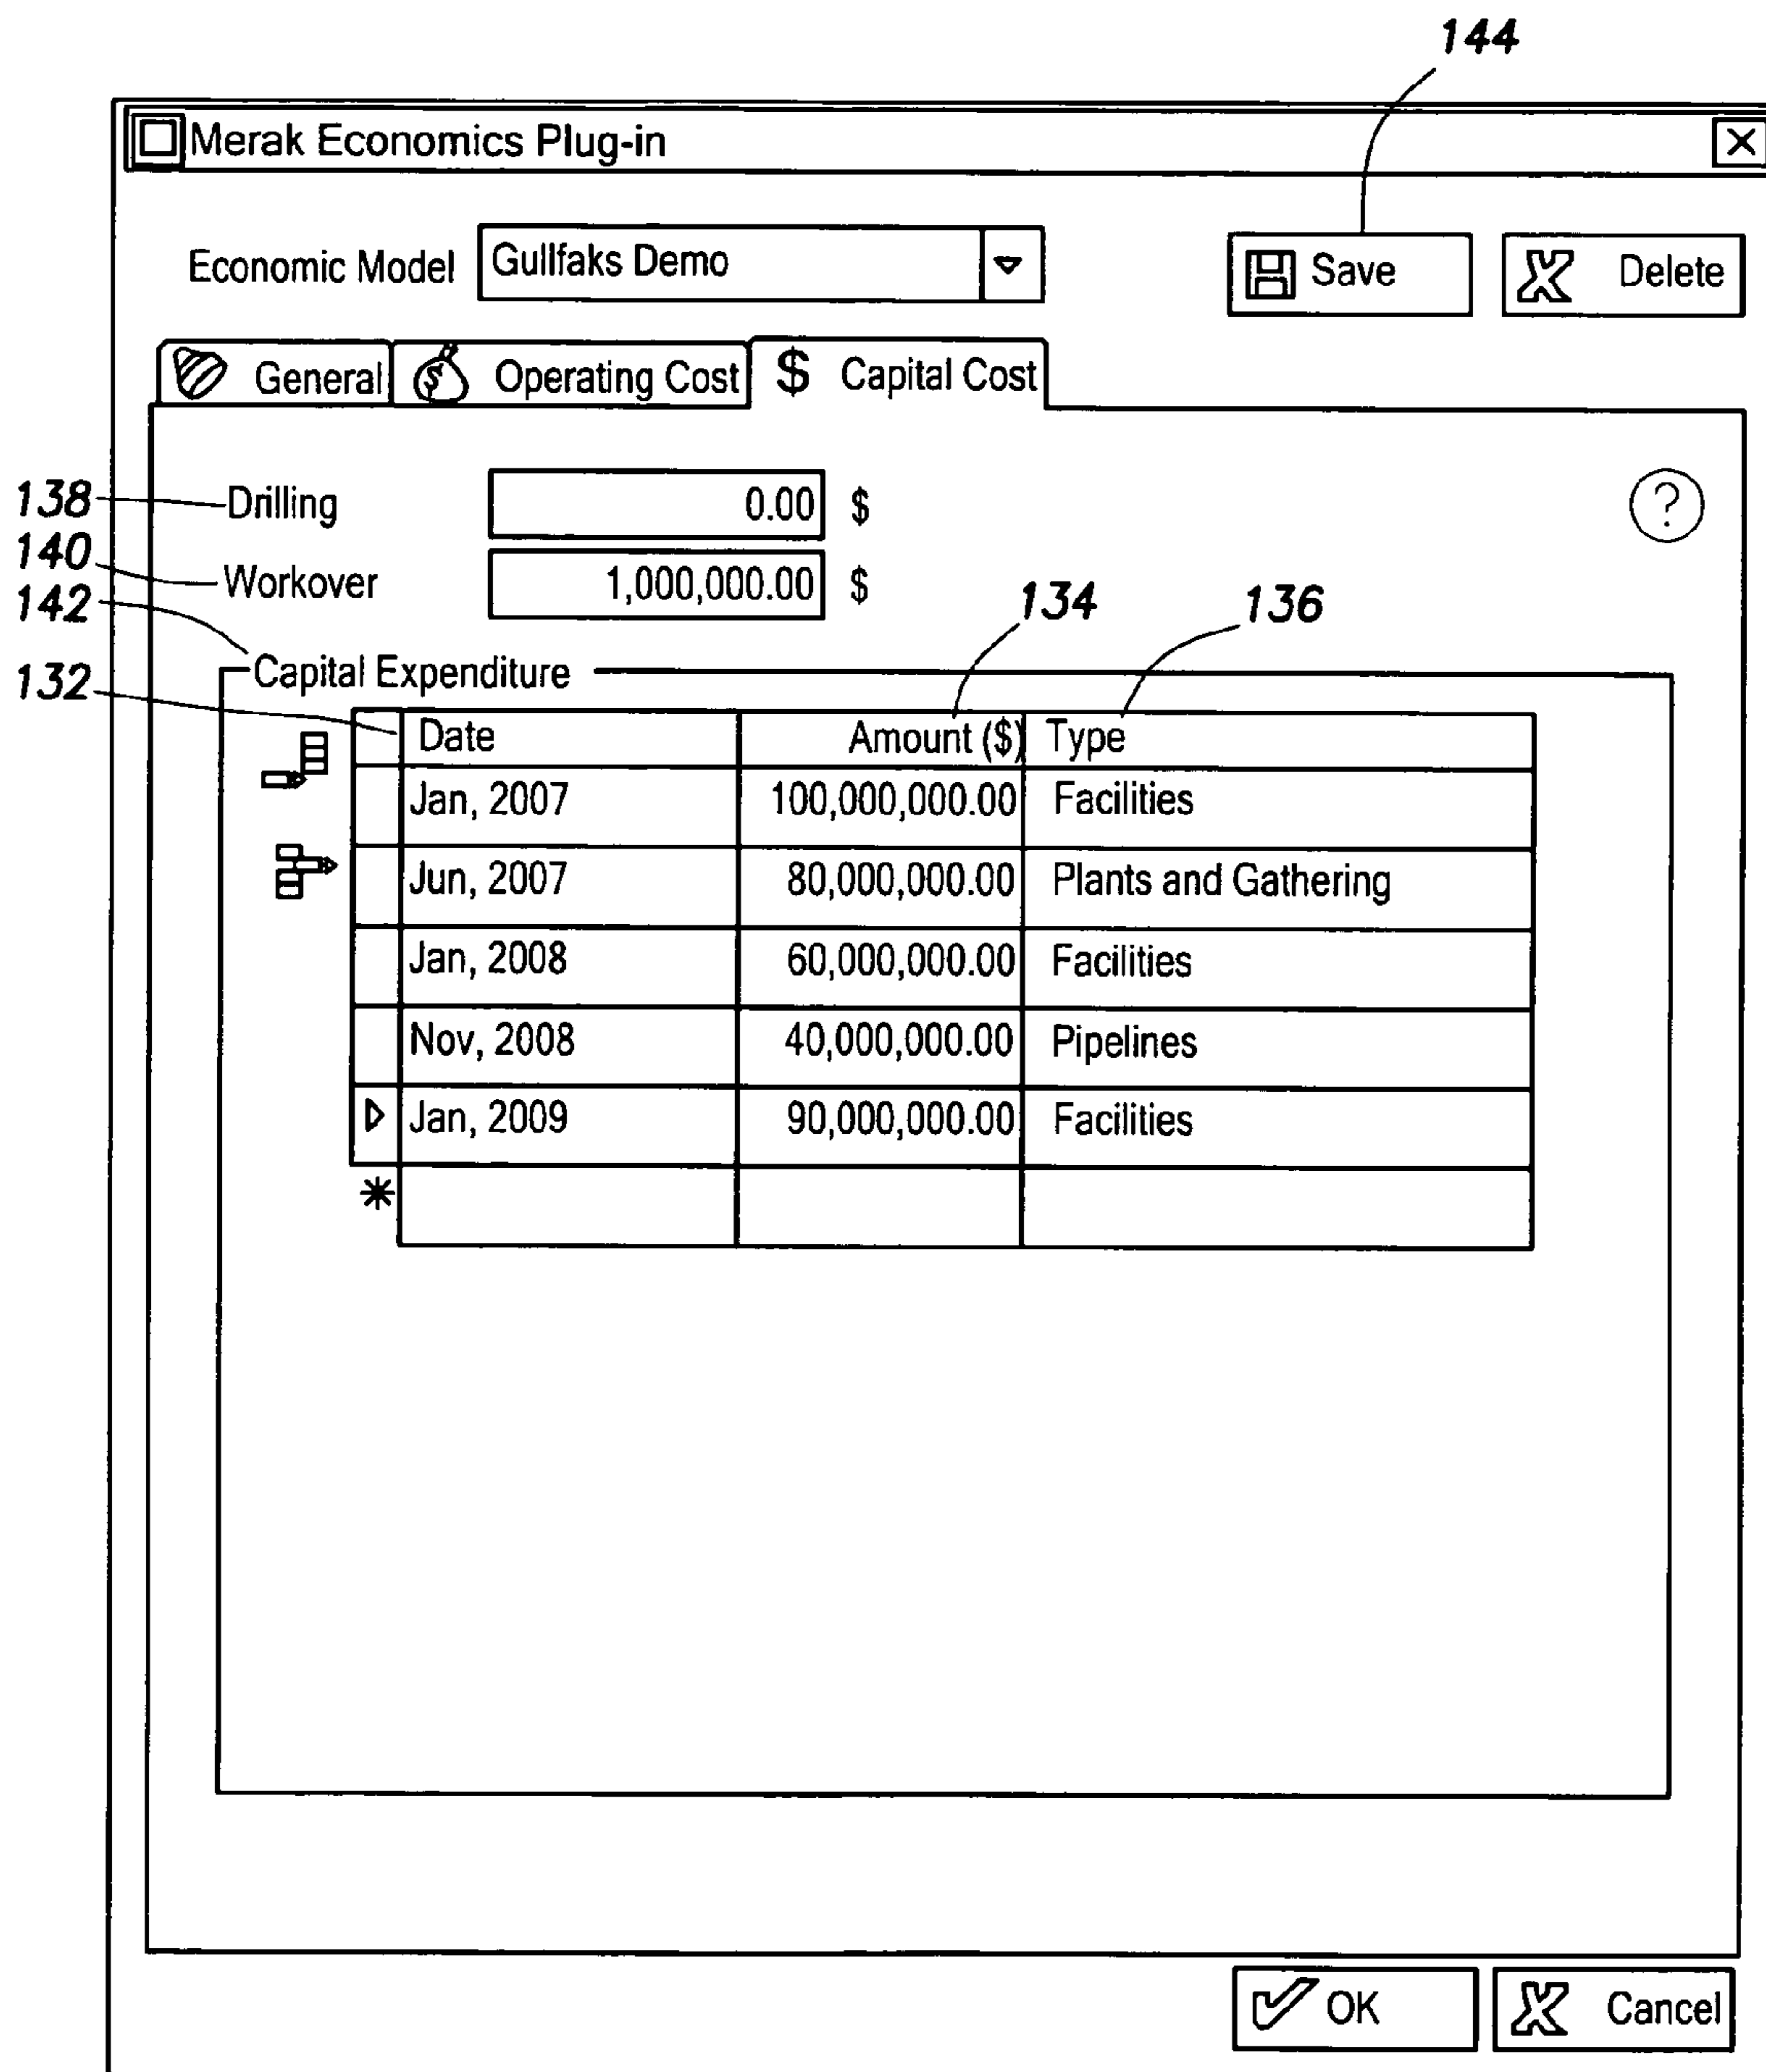 144
Merak Economics Plug-in
Economic Model Gullfaks Demo Save Delete
General $ Operating Cost $ Capital Cost
138 Drilling 0.00 $ ?
140 Workover 1,000,000.00 $
142 134 136
Capital Expenditure
132 Date Amount ($) Type
Jan, 2007 100,000,000.00 Facilities
Jun, 2007 80,000,000.00 Plants and Gathering
Jan, 2008 60,000,000.00 Facilities
Nov, 2008 40,000,000.00 Pipelines
Jan, 2009 90,000,000.00 Facilities
*
OK Cancel